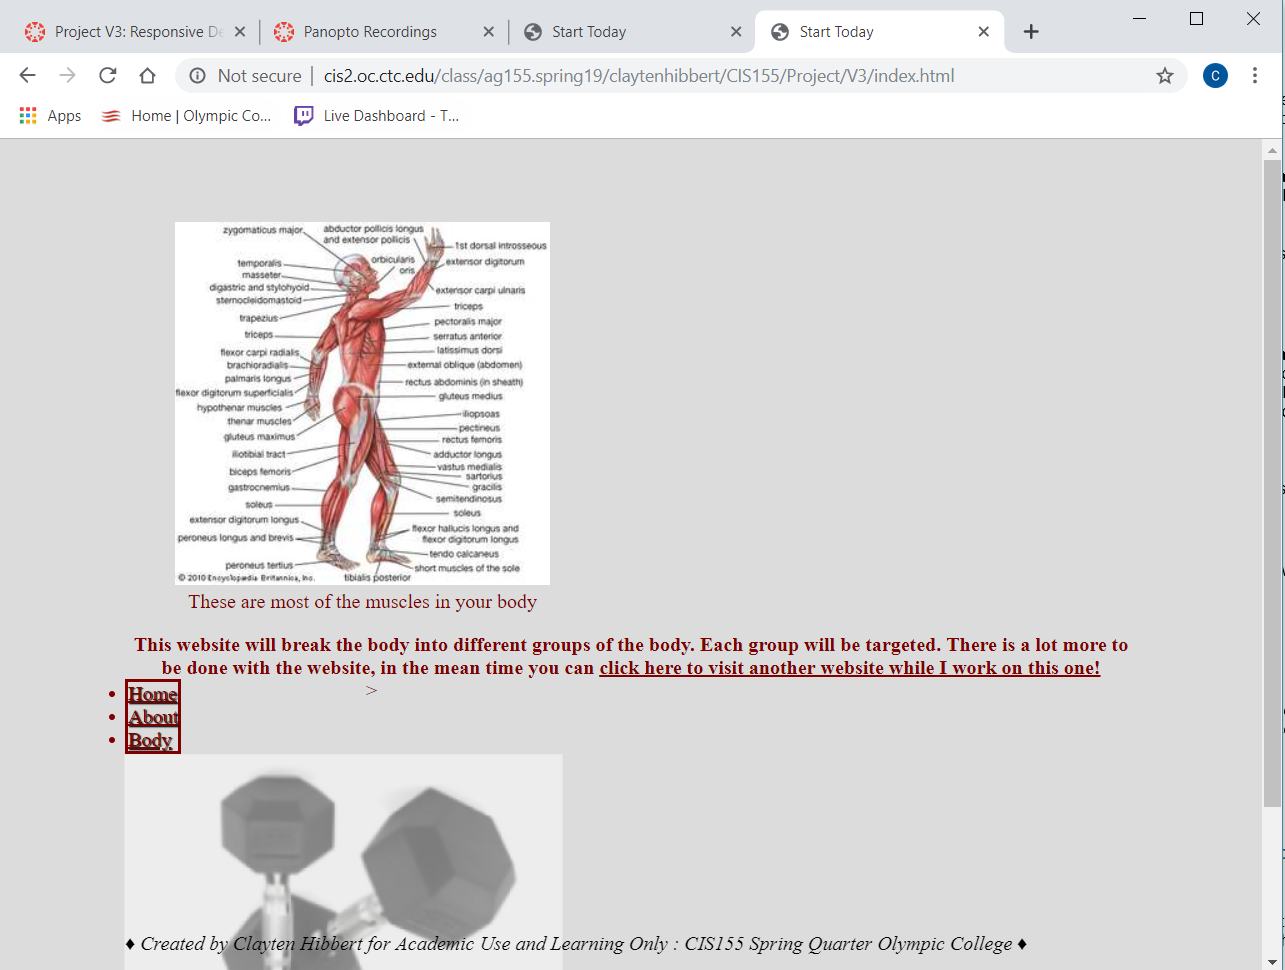 Project V3: Responsive De
Panopto Recordings
Start Today
Start Today
C
Not secure | cis2.oc.ctc.edu/class/ag155.spring19/claytenhibbert/CIS155/Project/V3/index.html
Apps
Home | Olympic Co...
Live Dashboard - T...
zygomaticus major
abductor pollicis longus
and extensor pollicis
1st dorsal introsseous
temporalis
orbicularis
oris
extensor digitorum
masseter
digastric and stylohyoid
extensor carpi ulnaris
sternocleidomastoid
triceps
trapezius
pectoralis major
triceps
serratus anterior
flexor carpi radialis
latissimus dorsi
brachioradialis
external oblique (abdomen)
palmaris longus
rectus abdominis (in sheath)
flexor digitorum superficialis
gluteus medius
hypothenar muscles
iliopsoas
thenar muscles
pectineus
gluteus maximus
rectus femoris
iliotibial tract
adductor longus
biceps femoris
vastus medialis
sartorius
gastrocnemius
gracilis
semitendinosus
soleus
soleus
extensor digitorum longus
flexor hallucis longus and
flexor digitorum longus
peroneus longus and brevis
tendo calcaneus
peroneus tertius
short muscles of the sole
© 2010 Encyclopædia Britannica, Inc.
tibialis posterior
These are most of the muscles in your body
This website will break the body into different groups of the body. Each group will be targeted. There is a lot more to
be done with the website, in the mean time you can click here to visit another website while I work on this one!
>
• Home
• About
• Body
♦ Created by Clayten Hibbert for Academic Use and Learning Only : CIS155 Spring Quarter Olympic College ♦